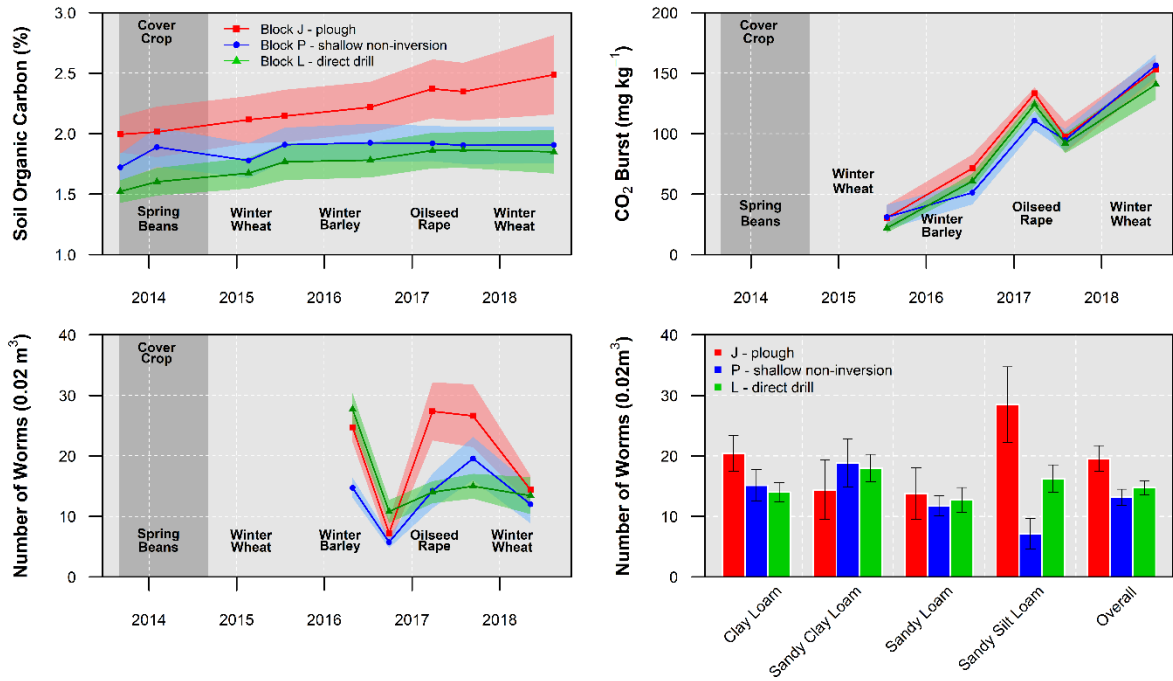 Soil Organic Carbon (%)
3.0
2.5
2.0
1.5
1.0
Cover
Crop
Block J - plough
Block P - shallow non-inversion
Block L - direct drill
Spring
Beans
Winter
Wheat
Winter
Barley
Oilseed
Rape
Winter
Wheat
2014
2015
2016
2017
2018
CO₂ Burst (mg kg⁻¹)
200
150
100
50
0
Cover
Crop
Spring
Beans
Winter
Wheat
Winter
Barley
Oilseed
Rape
Winter
Wheat
2014
2015
2016
2017
2018
Number of Worms (0.02 m³)
40
30
20
10
0
Cover
Crop
Spring
Beans
Winter
Wheat
Winter
Barley
Oilseed
Rape
Winter
Wheat
2014
2015
2016
2017
2018
Number of Worms (0.02m³)
40
30
20
10
0
J - plough
P - shallow non-inversion
L - direct drill
Clay Loam
Sandy Clay Loam
Sandy Loam
Sandy Silt Loam
Overall